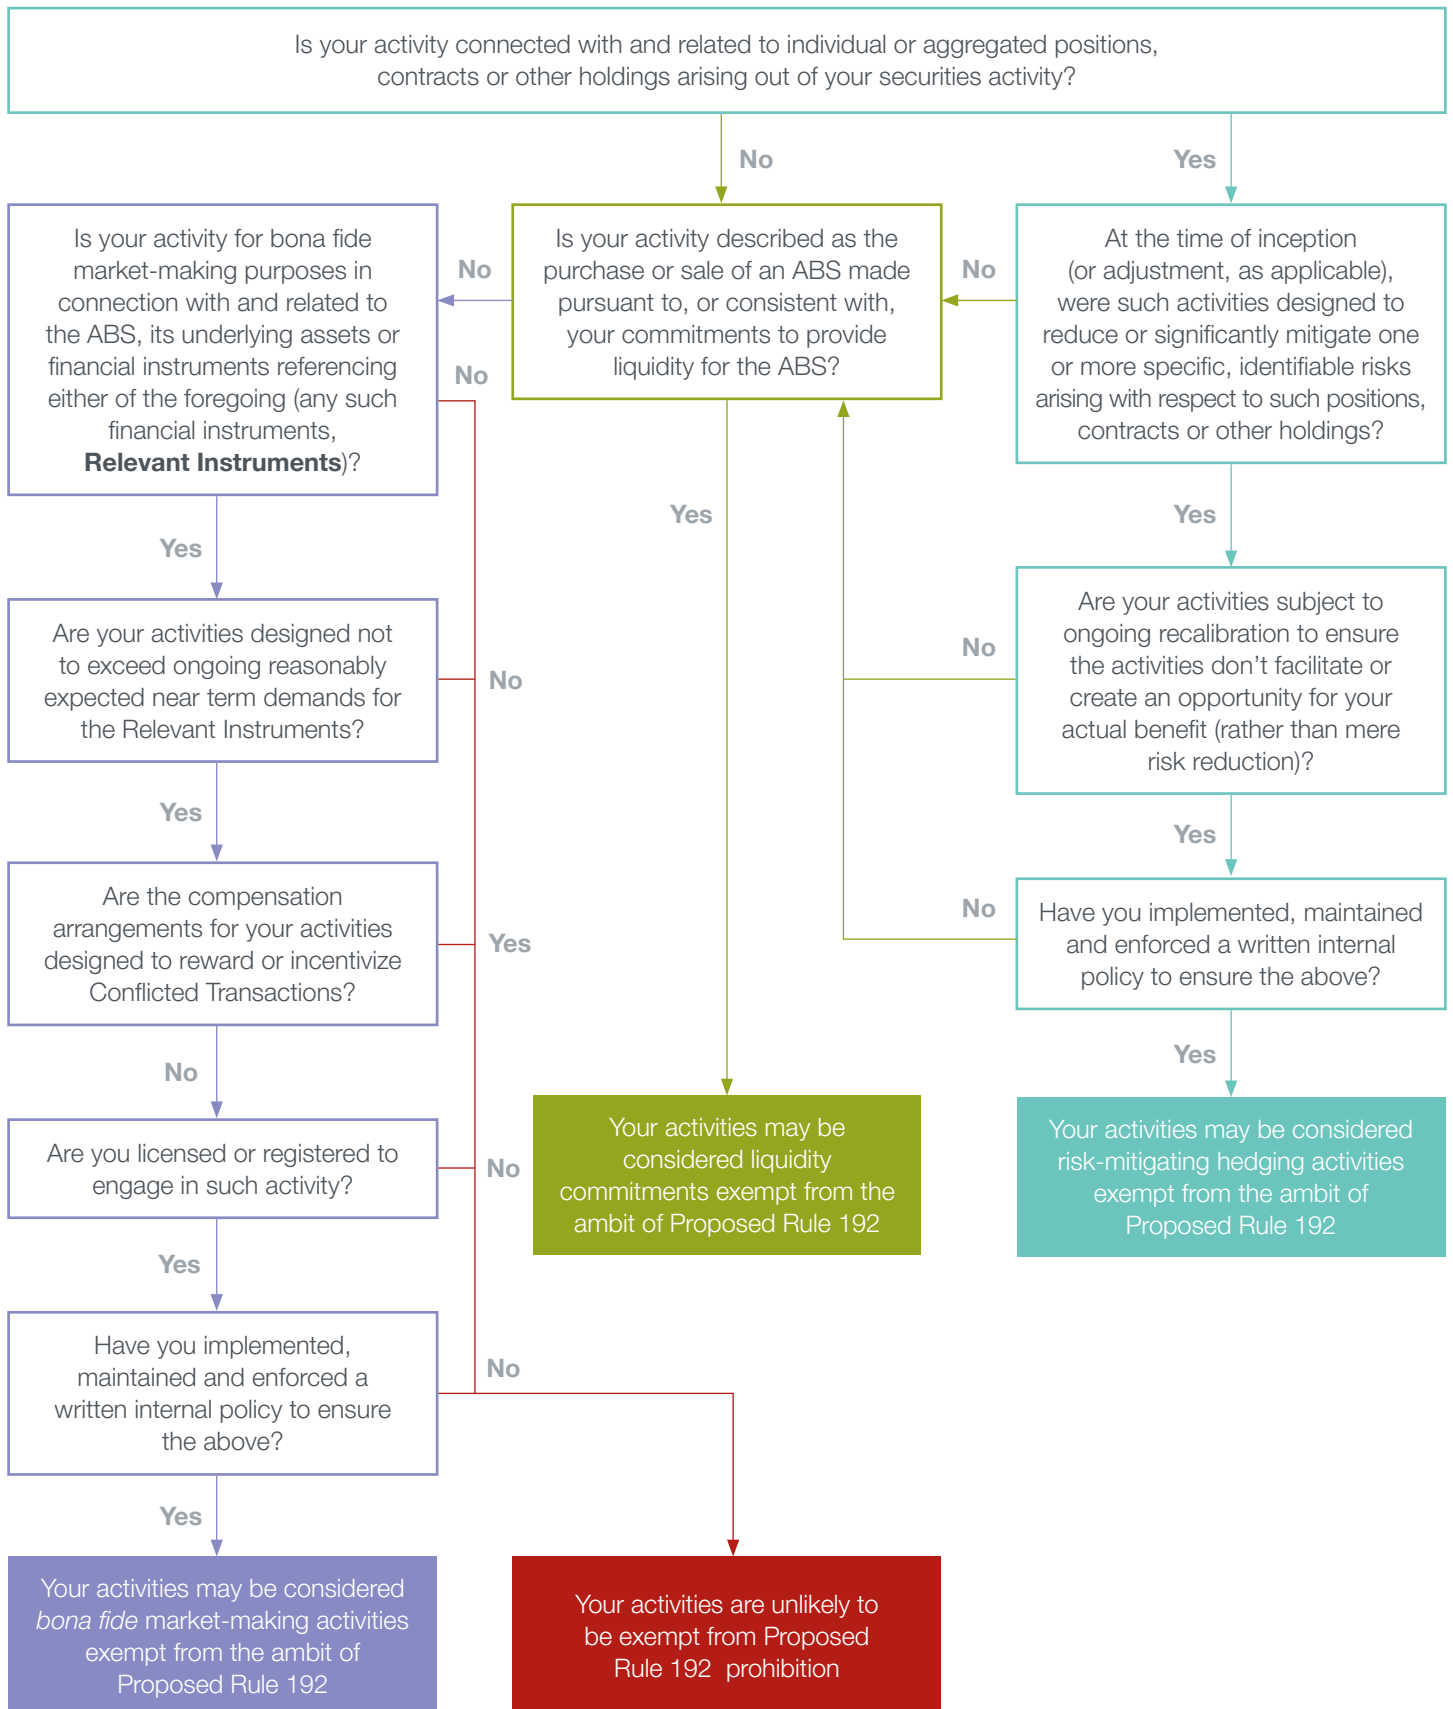 Is your activity connected with and related to individual or aggregated positions,
contracts or other holdings arising out of your securities activity?
No
Yes
Is your activity for bona fide
market-making purposes in
connection with and related to
the ABS, its underlying assets or
financial instruments referencing
either of the foregoing (any such
financial instruments,
Relevant Instruments)?
No
No
Is your activity described as the
purchase or sale of an ABS made
pursuant to, or consistent with,
your commitments to provide
liquidity for the ABS?
No
At the time of inception
(or adjustment, as applicable),
were such activities designed to
reduce or significantly mitigate one
or more specific, identifiable risks
arising with respect to such positions,
contracts or other holdings?
Yes
Yes
Yes
Are your activities designed not
to exceed ongoing reasonably
expected near term demands for
the Relevant Instruments?
No
No
Are your activities subject to
ongoing recalibration to ensure
the activities don't facilitate or
create an opportunity for your
actual benefit (rather than mere
risk reduction)?
Yes
Yes
Are the compensation
arrangements for your activities
designed to reward or incentivize
Conflicted Transactions?
Yes
No
Have you implemented, maintained
and enforced a written internal
policy to ensure the above?
No
Yes
Are you licensed or registered to
engage in such activity?
No
Your activities may be
considered liquidity
commitments exempt from the
ambit of Proposed Rule 192
Your activities may be considered
risk-mitigating hedging activities
exempt from the ambit of
Proposed Rule 192
Yes
Have you implemented,
maintained and enforced a
written internal policy to ensure
the above?
No
Yes
Your activities may be considered
bona fide market-making activities
exempt from the ambit of
Proposed Rule 192
Your activities are unlikely to
be exempt from Proposed
Rule 192 prohibition